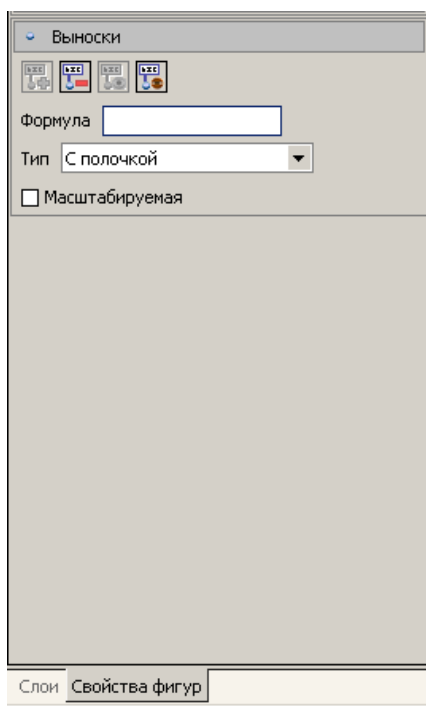 Выноски
Формула
Тип С полочкой
Масштабируемая
Слои Свойства фигур